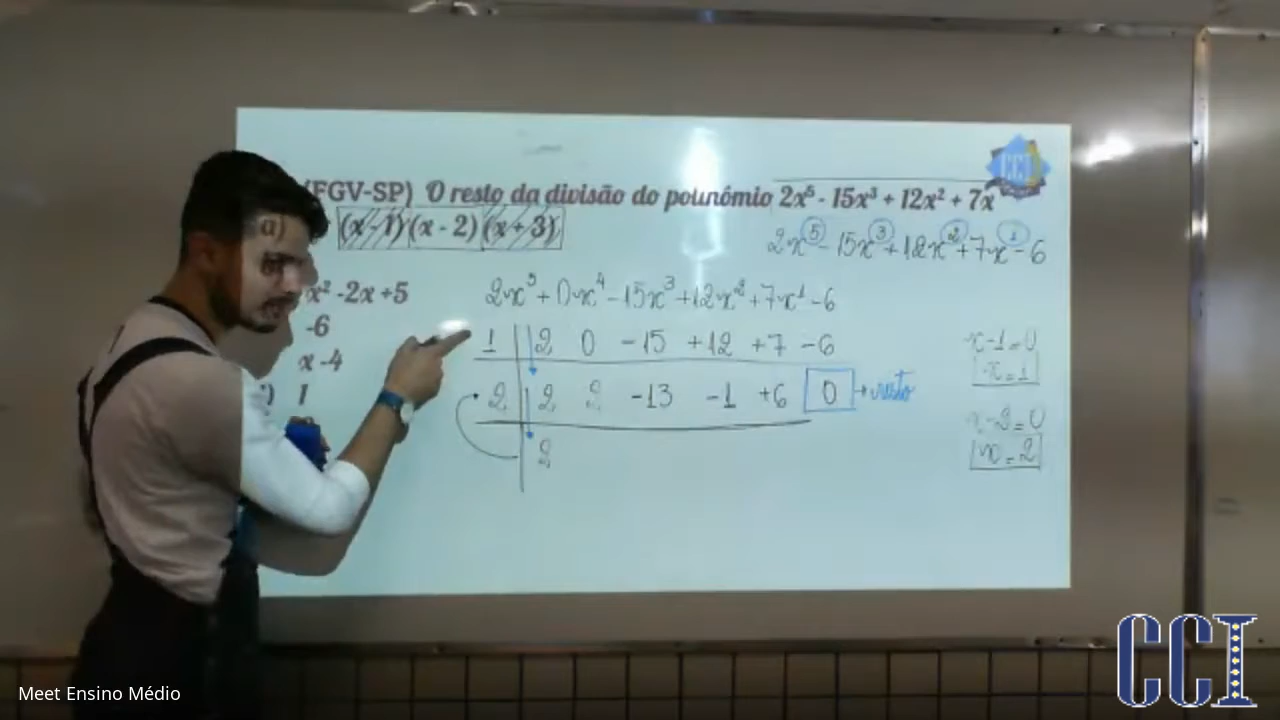 (FGV-SP) O resto da divisão do polinómio 2x⁵ - 15x³ + 12x² + 7x
(x - 1) (x - 2) (x + 3)
2x⁵ - 15x³ + 12x² + 7x¹ - 6
a)
x² -2x +5
-6
x -4
1
2x⁵ + 0x⁴ - 15x³ + 12x² + 7x¹ - 6
1 | 2 0 -15 +12 +7 -6
2 | 2 2 -13 -1 +6 0 → resto
2
x-1=0
x=1
x-2=0
x=2
CCI
CCI
Meet Ensino Médio